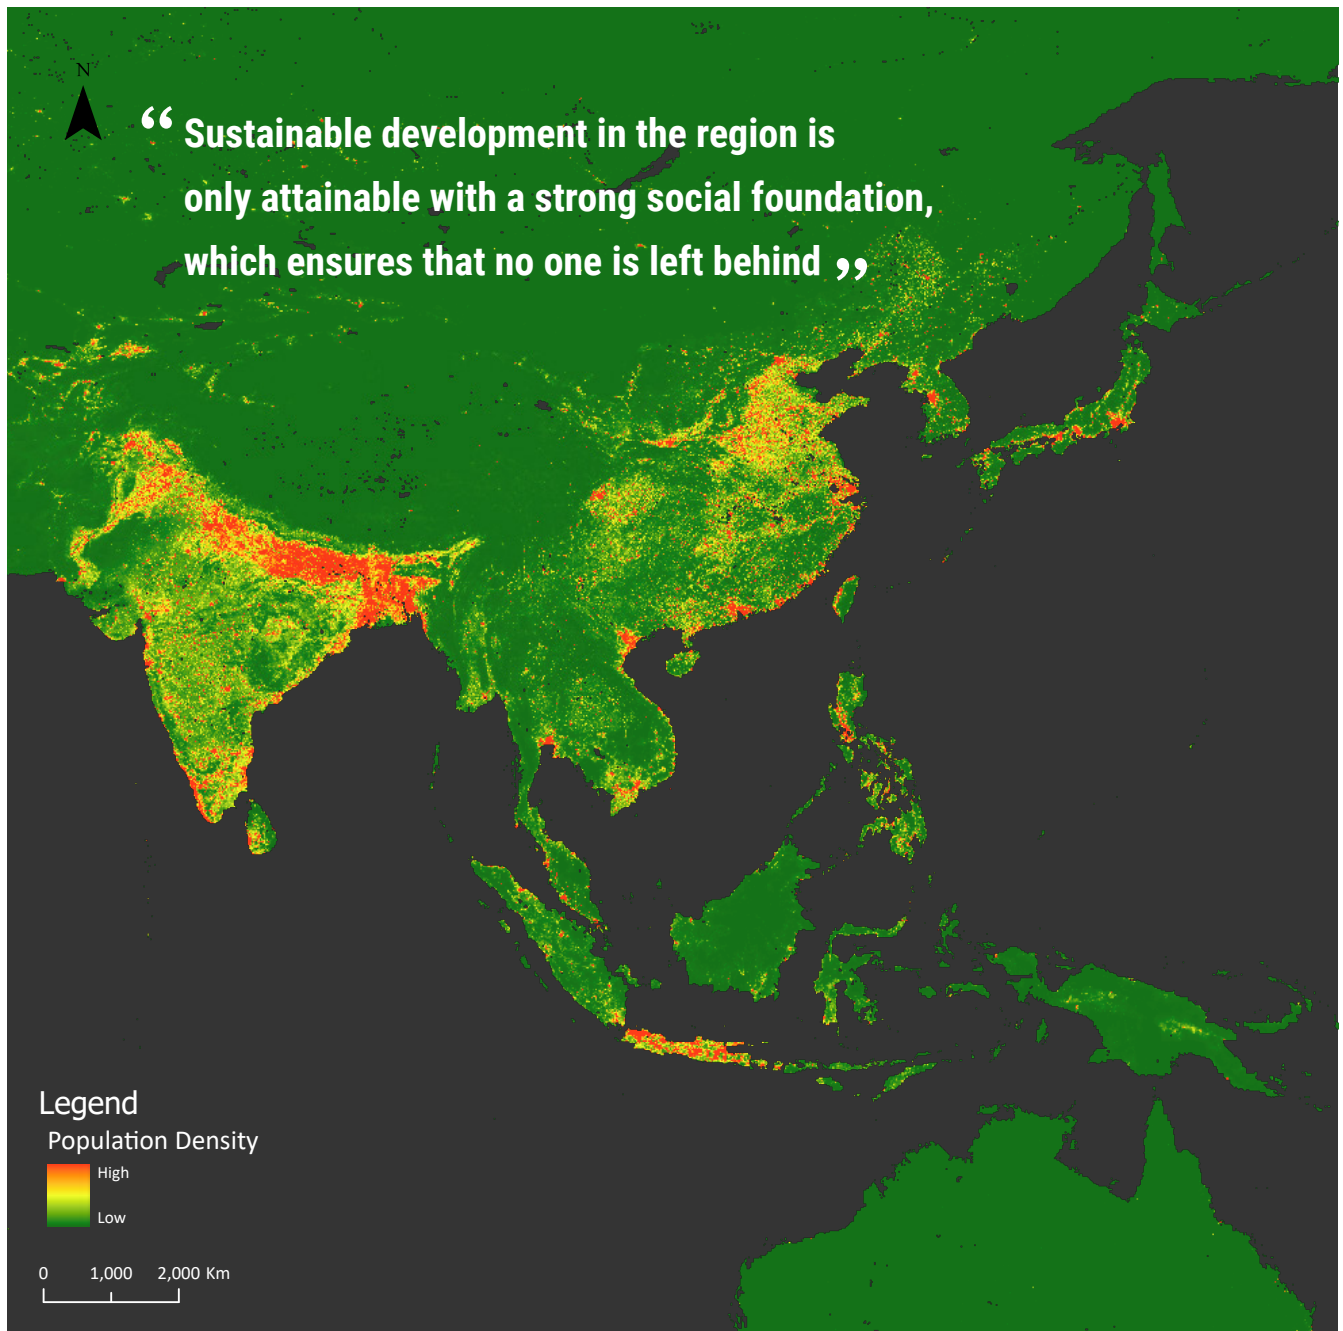 N
“ Sustainable development in the region is
only attainable with a strong social foundation,
which ensures that no one is left behind ”
Legend
Population Density
High
Low
0 1,000 2,000 Km